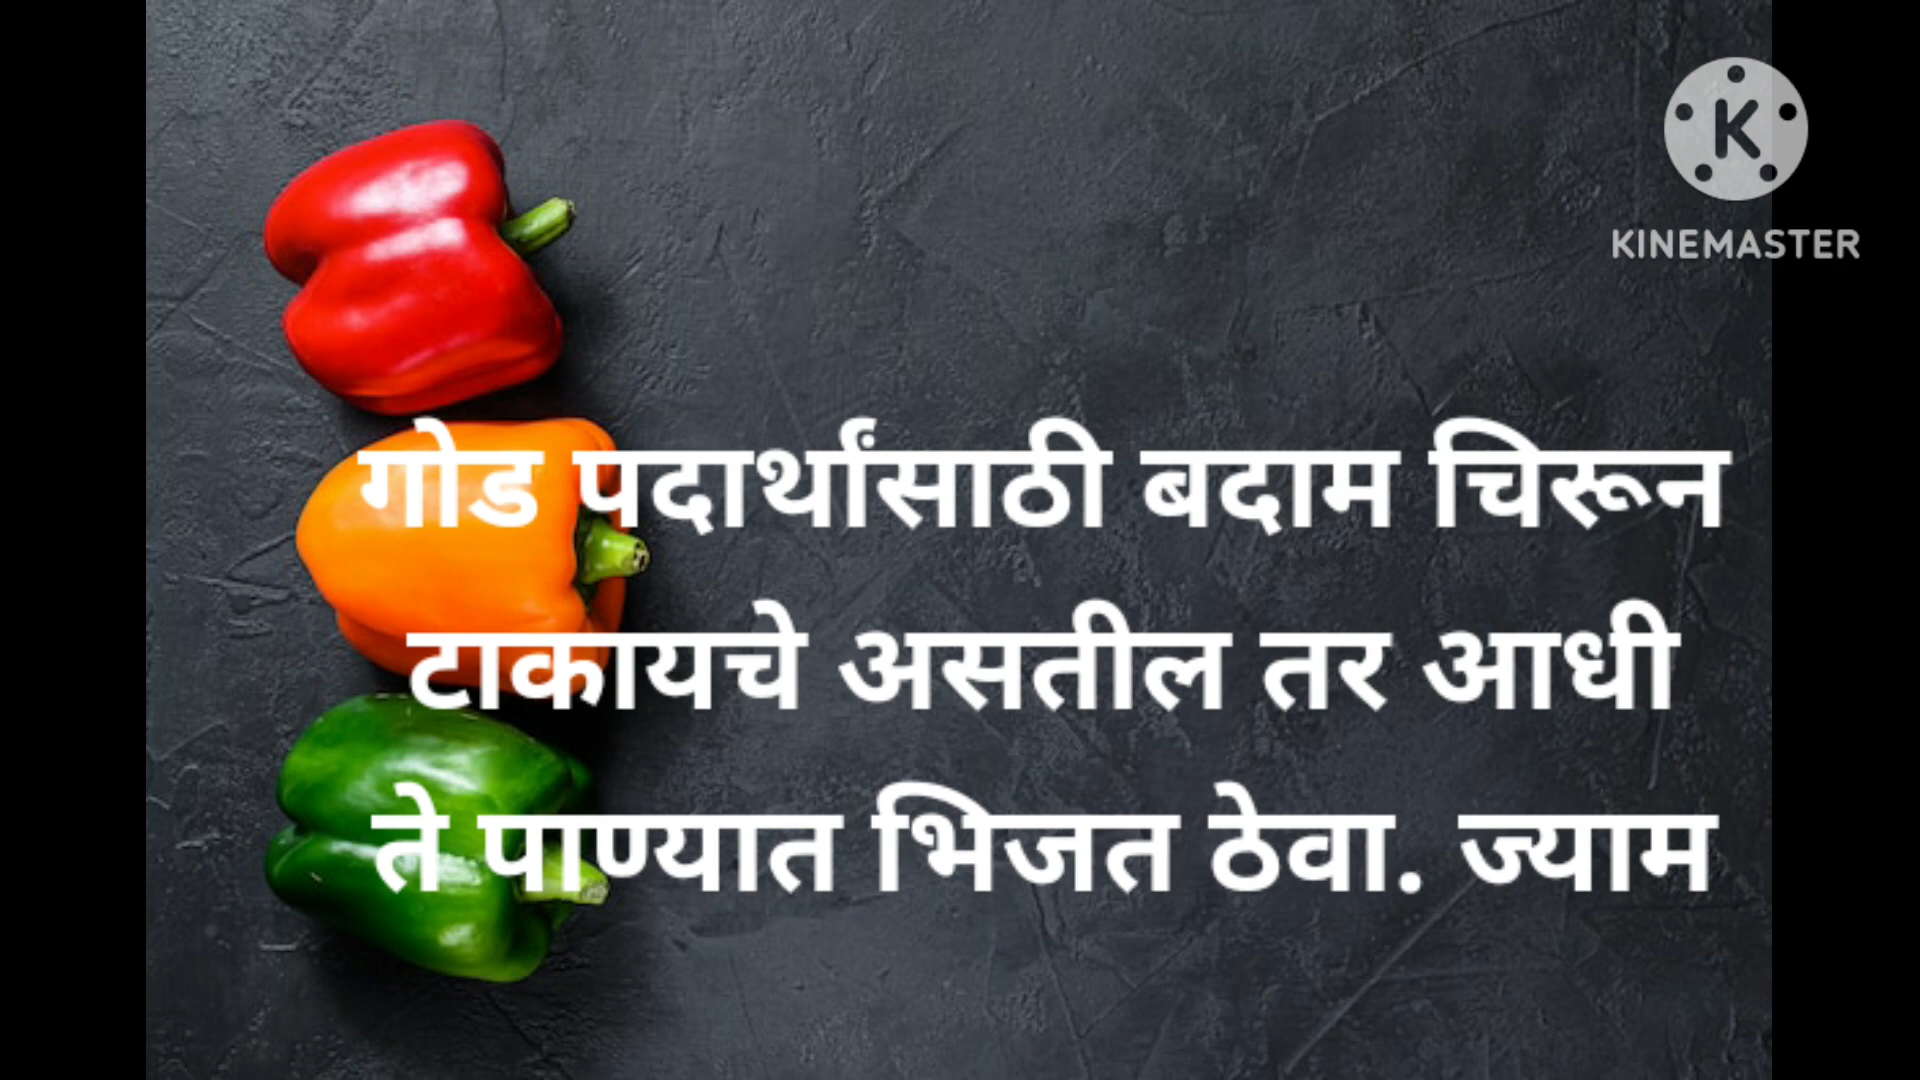 KINEMASTER
गोड पदार्थांसाठी बदाम चिरून
टाकायचे असतील तर आधी
ते पाण्यात भिजत ठेवा. ज्याम